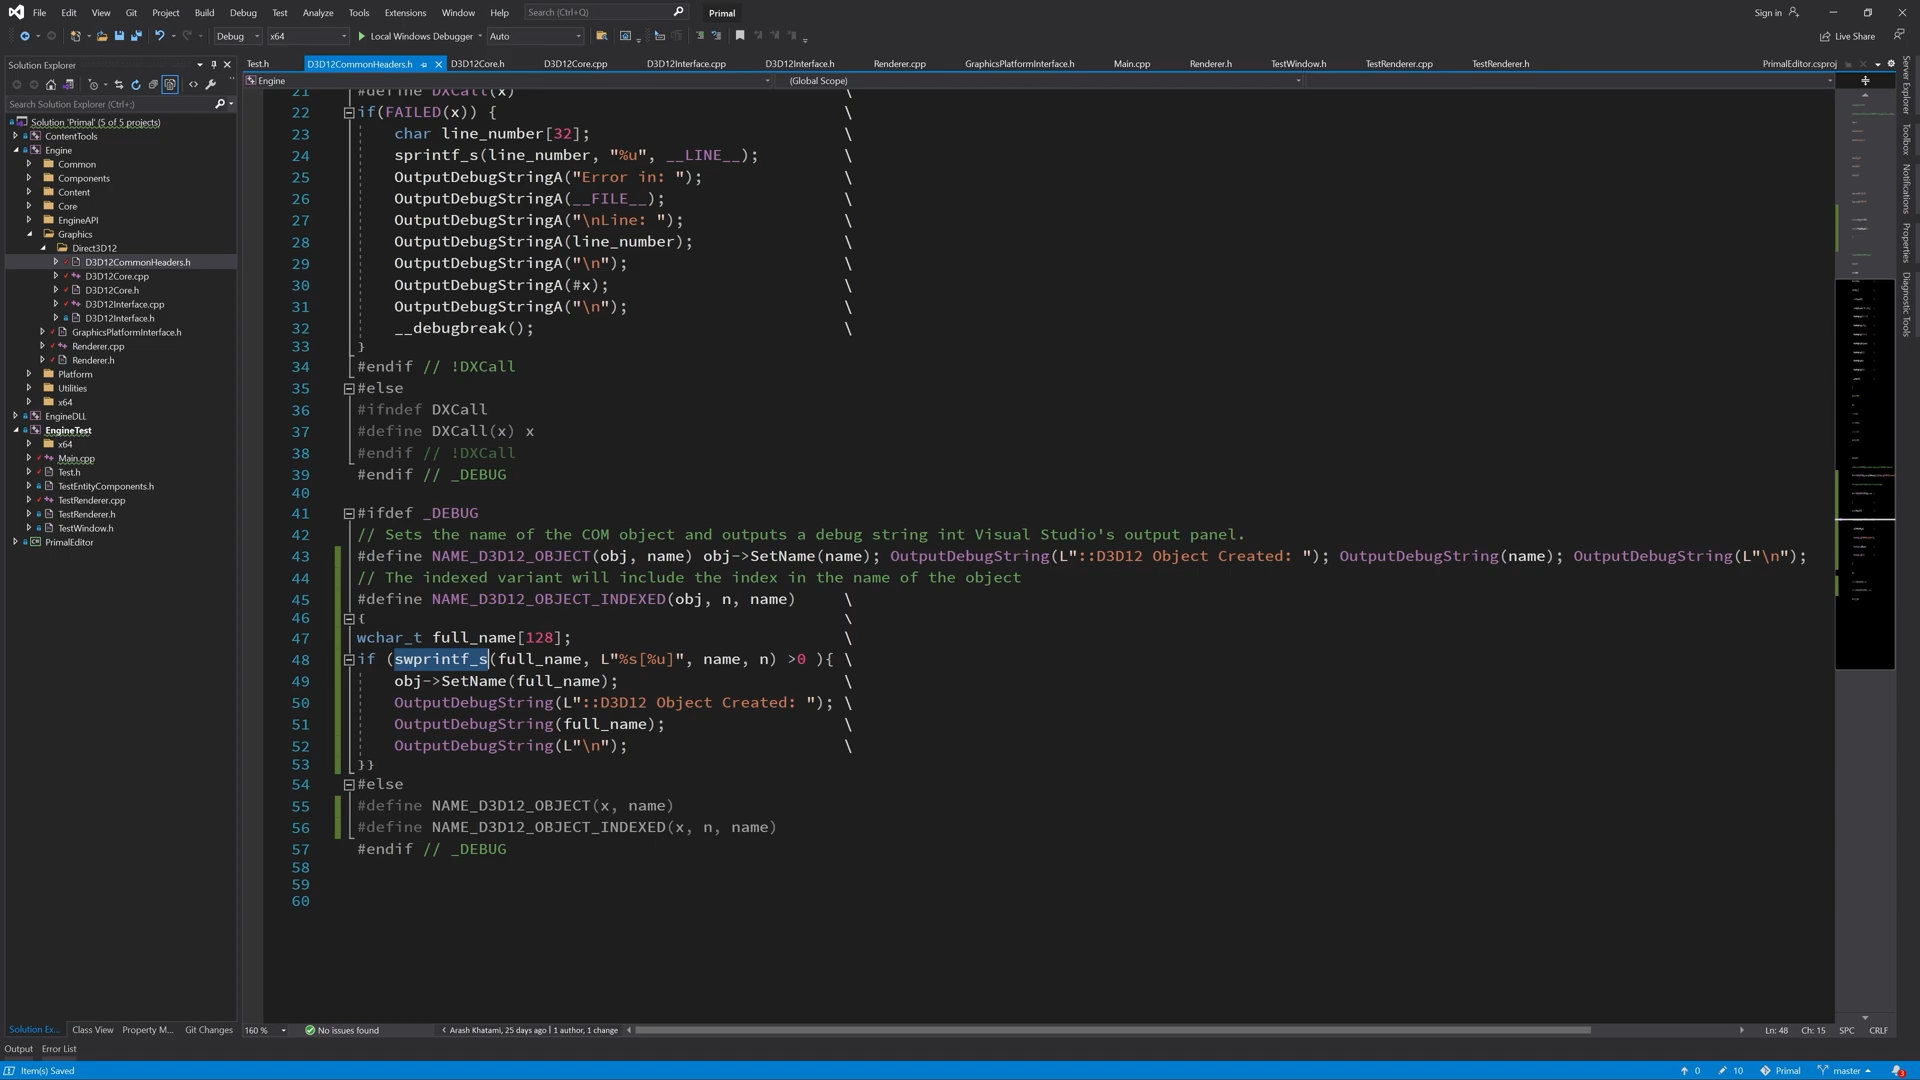 File Edit View Git Project Build Debug Test Analyze Tools Extensions Window Help Search (Ctrl+Q) Primal Sign in
Debug x64 Local Windows Debugger Auto Live Share
Solution Explorer
Search Solution Explorer (Ctrl+;)
Solution 'Primal' (5 of 5 projects)
ContentTools
Engine
Common
Components
Content
Core
EngineAPI
Graphics
Direct3D12
D3D12CommonHeaders.h
D3D12Core.cpp
D3D12Core.h
D3D12Interface.cpp
D3D12Interface.h
GraphicsPlatformInterface.h
Renderer.cpp
Renderer.h
Platform
Utilities
x64
EngineDLL
EngineTest
x64
Main.cpp
Test.h
TestEntityComponents.h
TestRenderer.cpp
TestRenderer.h
TestWindow.h
PrimalEditor
Solution Ex... Class View Property M... Git Changes
Test.h D3D12CommonHeaders.h D3D12Core.h D3D12Core.cpp D3D12Interface.cpp D3D12Interface.h Renderer.cpp GraphicsPlatformInterface.h Main.cpp Renderer.h TestWindow.h TestRenderer.cpp TestRenderer.h PrimalEditor.csproj
Engine (Global Scope)
21 #define DXCall(x) \
22 if(FAILED(x)) { \
23 char line_number[32]; \
24 sprintf_s(line_number, "%u", __LINE__); \
25 OutputDebugStringA("Error in: "); \
26 OutputDebugStringA(__FILE__); \
27 OutputDebugStringA("\nLine: "); \
28 OutputDebugStringA(line_number); \
29 OutputDebugStringA("\n"); \
30 OutputDebugStringA(#x); \
31 OutputDebugStringA("\n"); \
32 __debugbreak(); \
33 }
34 #endif // !DXCall
35 #else
36 #ifndef DXCall
37 #define DXCall(x) x
38 #endif // !DXCall
39 #endif // _DEBUG
40
41 #ifdef _DEBUG
42 // Sets the name of the COM object and outputs a debug string int Visual Studio's output panel.
43 #define NAME_D3D12_OBJECT(obj, name) obj->SetName(name); OutputDebugString(L"::D3D12 Object Created: "); OutputDebugString(name); OutputDebugString(L"\n");
44 // The indexed variant will include the index in the name of the object
45 #define NAME_D3D12_OBJECT_INDEXED(obj, n, name) \
46 { \
47 wchar_t full_name[128]; \
48 if (swprintf_s(full_name, L"%s[%u]", name, n) >0 ){ \
49 obj->SetName(full_name); \
50 OutputDebugString(L"::D3D12 Object Created: "); \
51 OutputDebugString(full_name); \
52 OutputDebugString(L"\n"); \
53 }}
54 #else
55 #define NAME_D3D12_OBJECT(x, name)
56 #define NAME_D3D12_OBJECT_INDEXED(x, n, name)
57 #endif // _DEBUG
58
59
60
Server Explorer
Toolbox
Notifications
Properties
Diagnostic Tools
160 % No issues found Arash Khatami, 25 days ago | 1 author, 1 change Ln: 48 Ch: 15 SPC CRLF
Output Error List
Item(s) Saved 0 10 Primal master 3